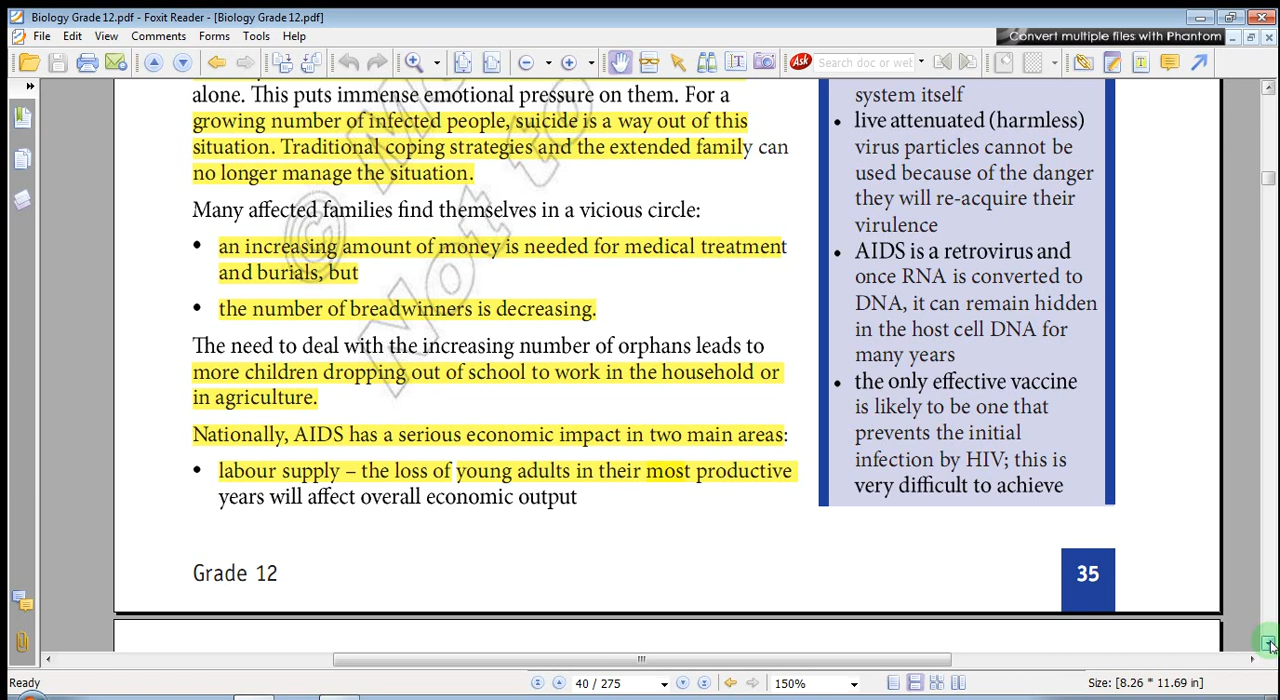 Biology Grade 12.pdf - Foxit Reader - [Biology Grade 12.pdf]
File Edit View Comments Forms Tools Help
Convert multiple files with Phantom
Ask Search doc or wel
alone. This puts immense emotional pressure on them. For a
growing number of infected people, suicide is a way out of this
situation. Traditional coping strategies and the extended family can
no longer manage the situation.
Many affected families find themselves in a vicious circle:
• an increasing amount of money is needed for medical treatment
and burials, but
• the number of breadwinners is decreasing.
The need to deal with the increasing number of orphans leads to
more children dropping out of school to work in the household or
in agriculture.
Nationally, AIDS has a serious economic impact in two main areas:
• labour supply – the loss of young adults in their most productive
years will affect overall economic output
system itself
• live attenuated (harmless)
virus particles cannot be
used because of the danger
they will re-acquire their
virulence
• AIDS is a retrovirus and
once RNA is converted to
DNA, it can remain hidden
in the host cell DNA for
many years
• the only effective vaccine
is likely to be one that
prevents the initial
infection by HIV; this is
very difficult to achieve
© M
Not to
Grade 12
35
Ready
40 / 275
150%
Size: [8.26 * 11.69 in]